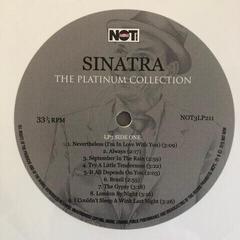 NOT!
SINATRA
THE PLATINUM COLLECTION
33⅓ RPM
NOT3LP211
LP3 SIDE ONE
1. Nevertheless (I'm In Love With You) (3:09)
2. Always (2:17)
3. September In The Rain (2:59)
4. Try A Little Tenderness (3:22)
5. It All Depends On You (2:03)
6. Brazil (2:55)
7. The Gypsy (3:18)
8. London By Night (3:16)
9. I Couldn't Sleep A Wink Last Night (3:26)